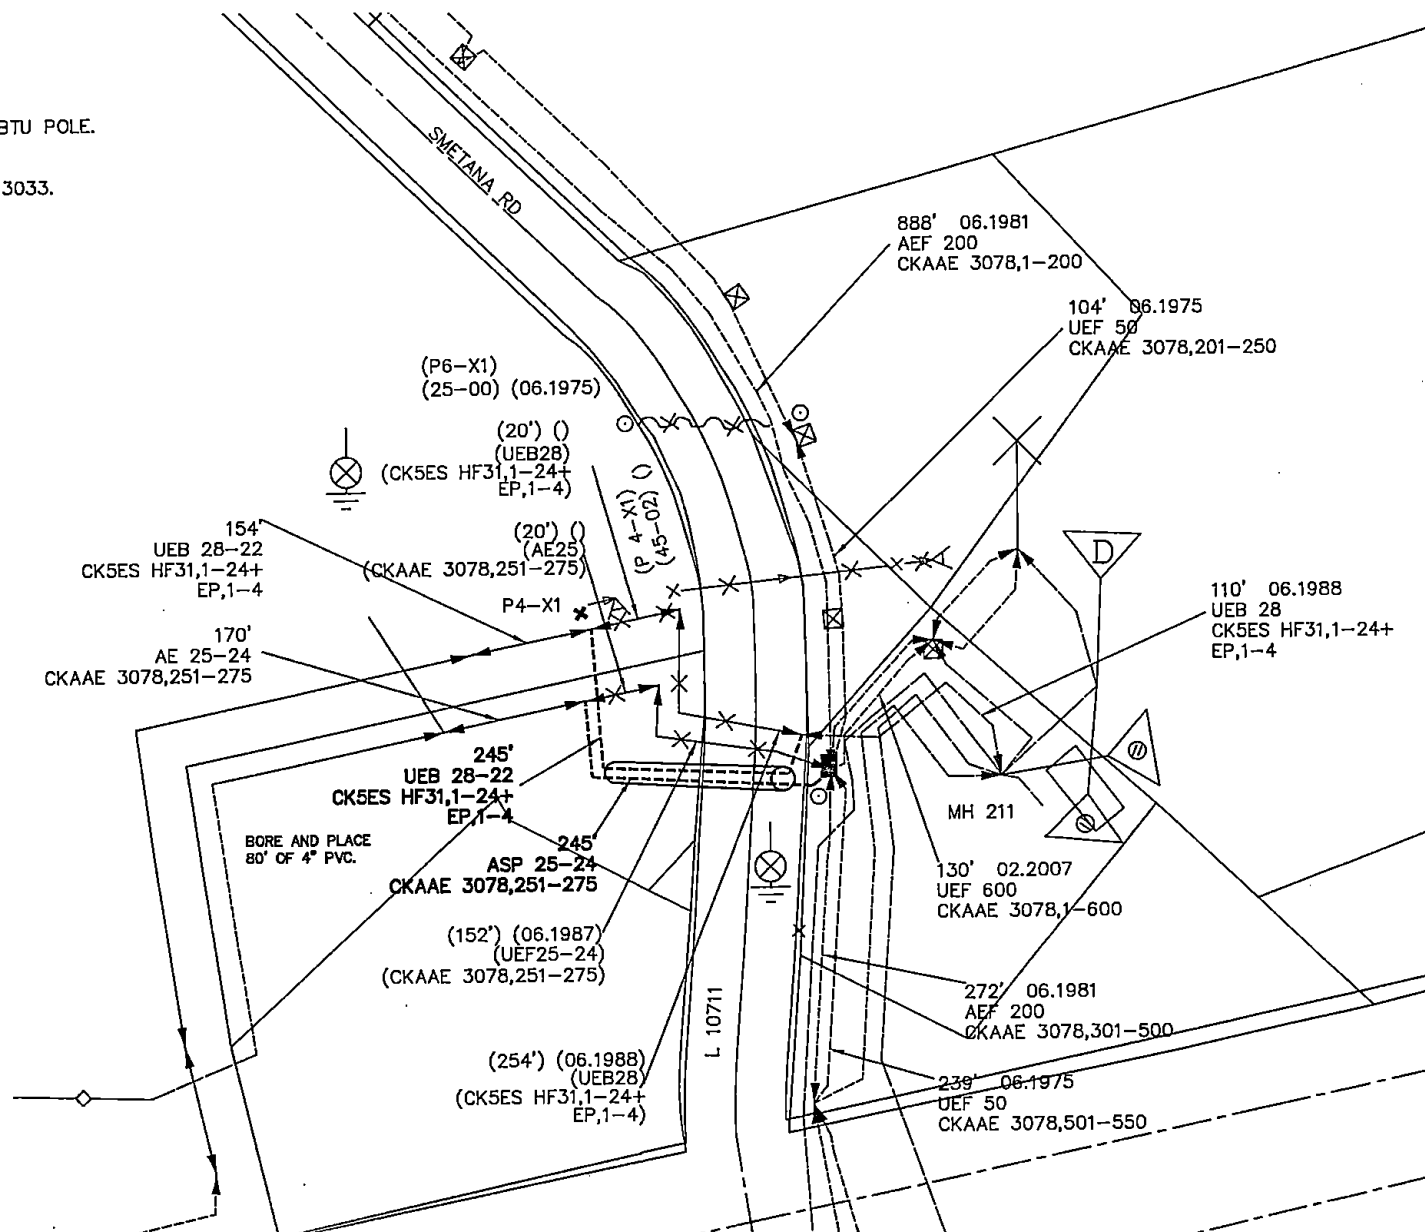 BTU POLE.
3033.
SMETANA RD
888' 06.1981
AEF 200
CKAAE 3078,1-200
104' 06.1975
UEF 50
CKAAE 3078,201-250
(P6-X1)
(25-00) (06.1975)
(20') ()
(UEB28)
(CK5ES HF31,1-24+
EP,1-4)
(P 4-X1)
(45-02) ()
(20') ()
(AE25)
(CKAAE 3078,251-275)
154'
UEB 28-22
CK5ES HF31,1-24+
EP,1-4
P4-X1
170'
AE 25-24
CKAAE 3078,251-275
D
110' 06.1988
UEB 28
CK5ES HF31,1-24+
EP,1-4
245'
UEB 28-22
CK5ES HF31,1-24+
EP,1-4
BORE AND PLACE
80' OF 4" PVC.
245'
ASP 25-24
CKAAE 3078,251-275
MH 211
130' 02.2007
UEF 600
CKAAE 3078,1-600
(152') (06.1987)
(UEF25-24)
(CKAAE 3078,251-275)
272' 06.1981
AEF 200
CKAAE 3078,301-500
L 10711
(254') (06.1988)
(UEB28)
(CK5ES HF31,1-24+
EP,1-4)
239' 06.1975
UEF 50
CKAAE 3078,501-550